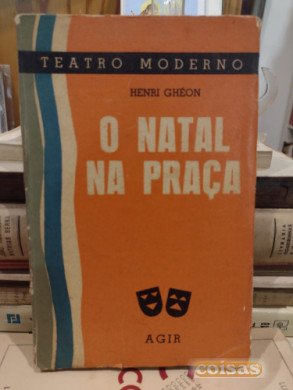 TEATRO MODERNO
HENRI GHÉON
O NATAL
NA PRAÇA
AGIR
coisas